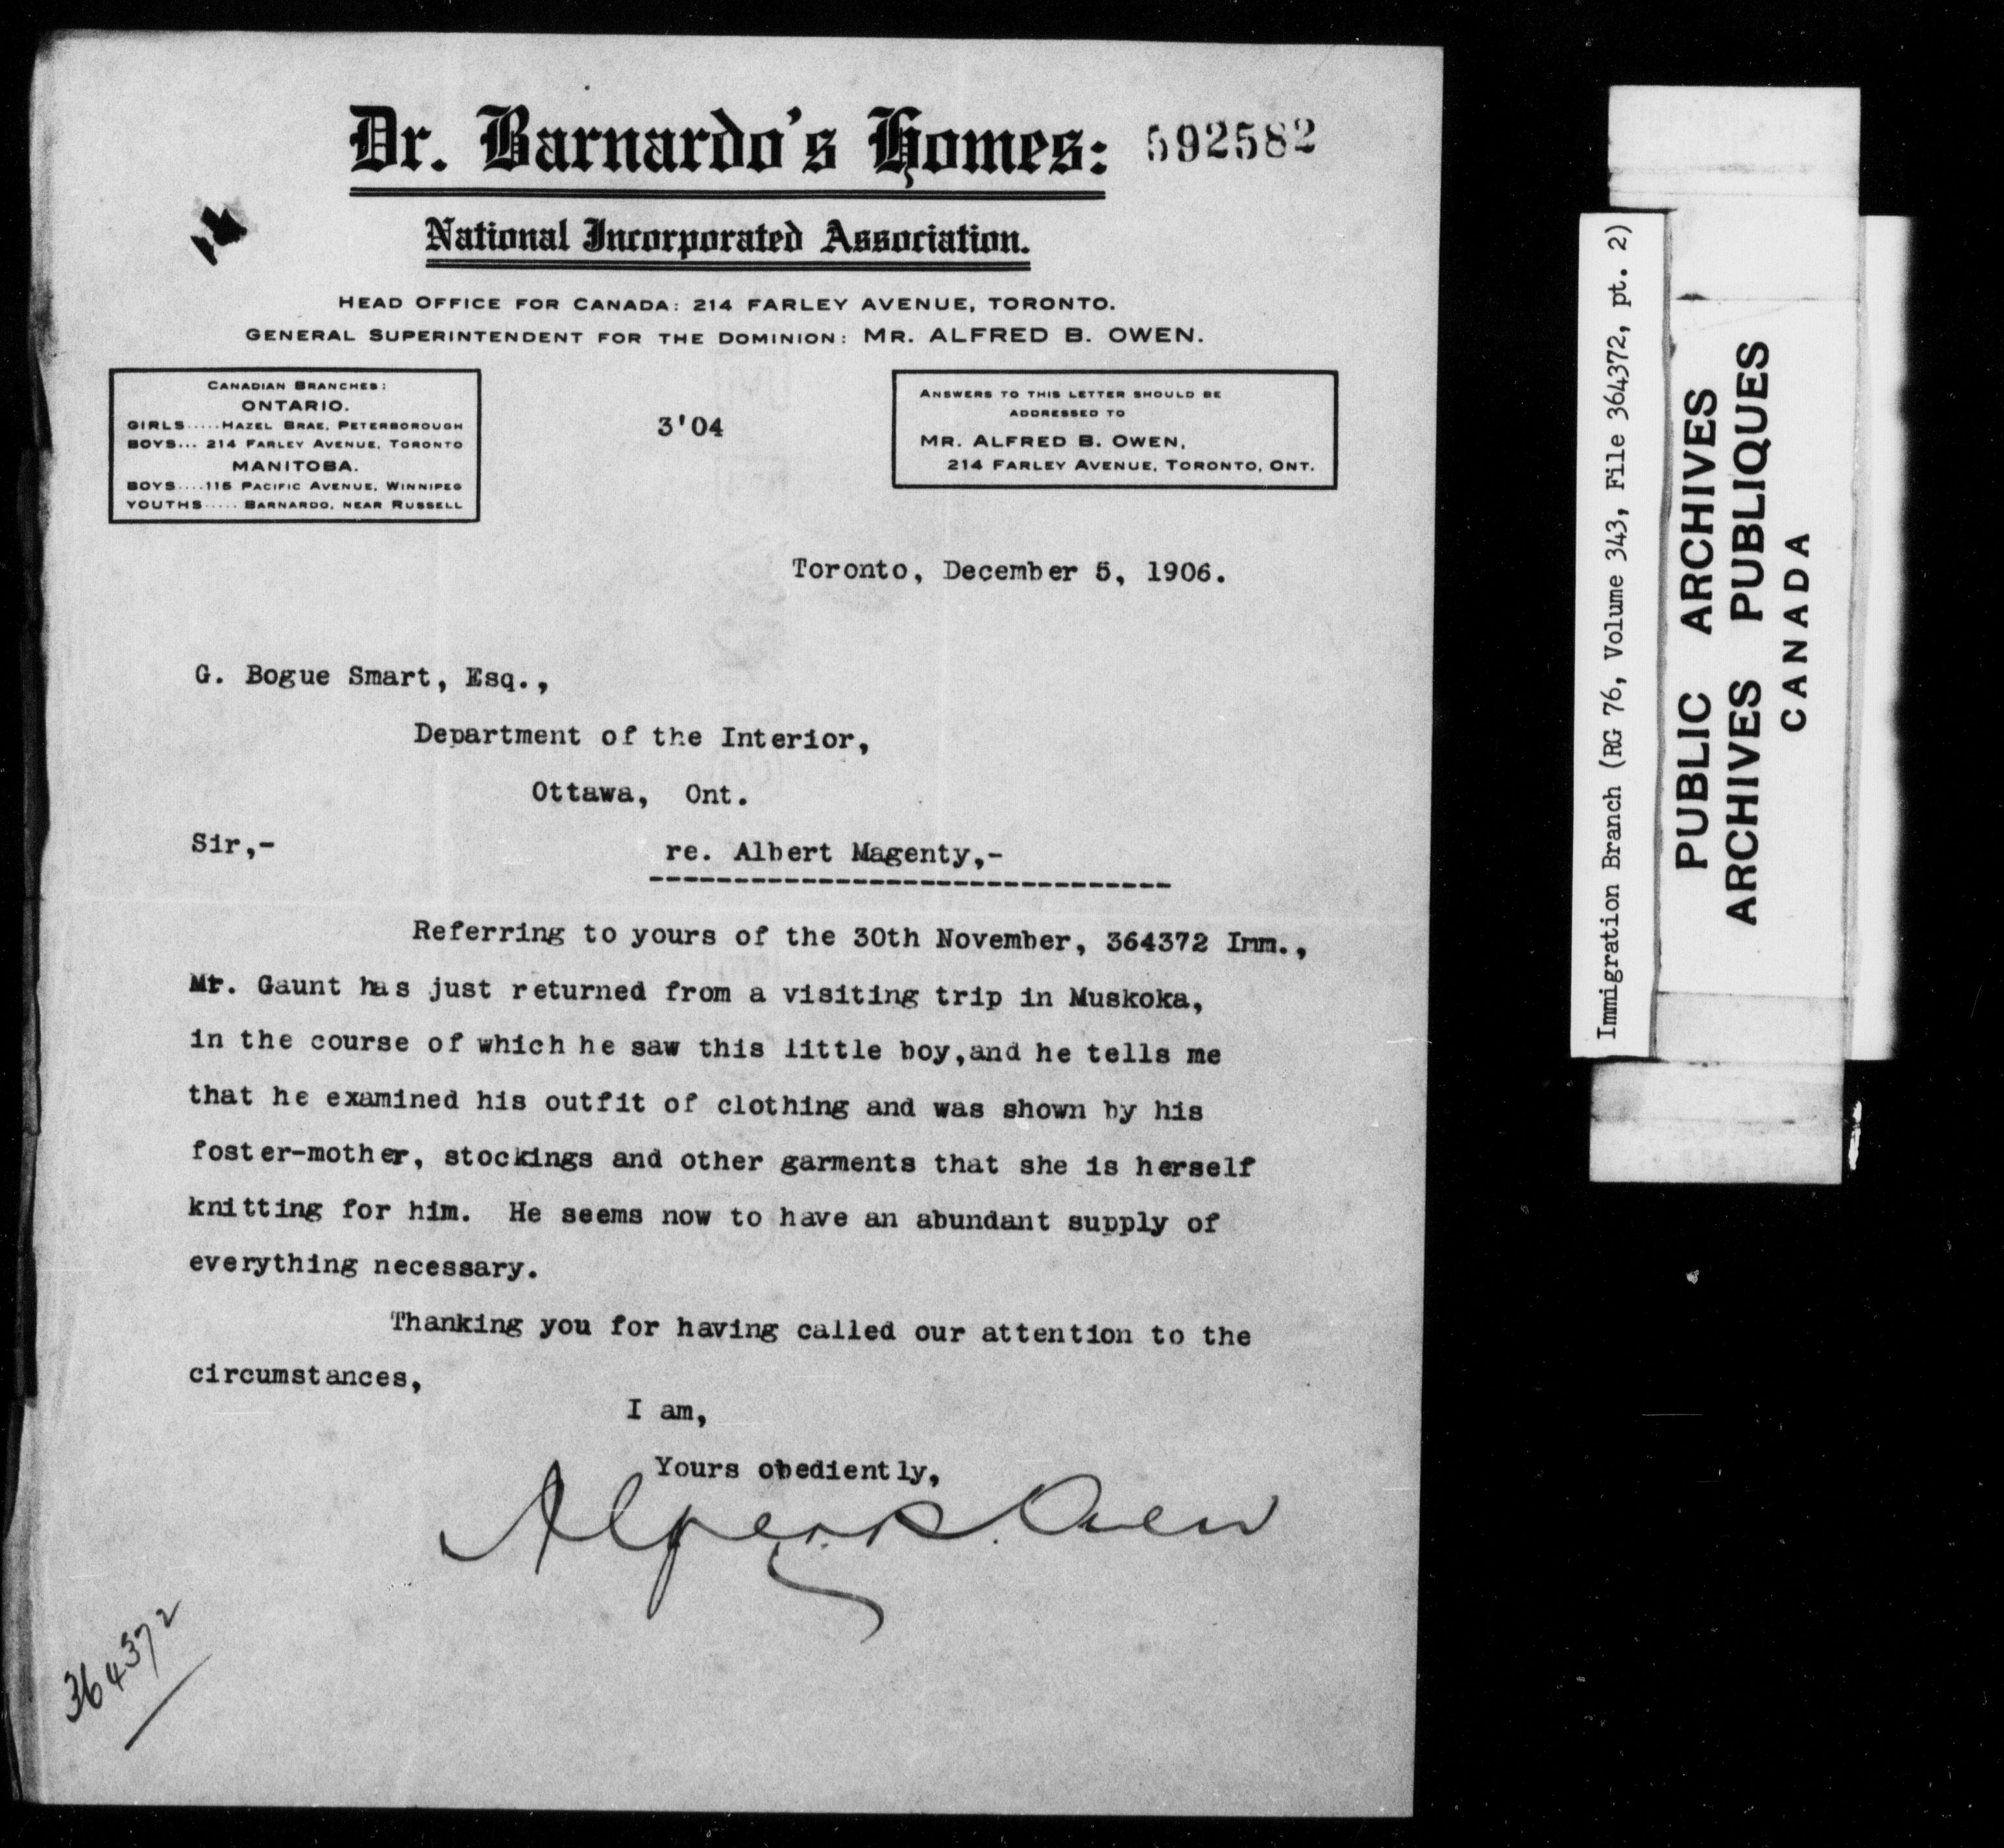 Dr. Barnardo's Homes: 592582
National Incorporated Association.
HEAD OFFICE FOR CANADA: 214 FARLEY AVENUE, TORONTO.
GENERAL SUPERINTENDENT FOR THE DOMINION: MR. ALFRED B. OWEN.
CANADIAN BRANCHES:
ONTARIO.
GIRLS.....HAZEL BRAE, PETERBOROUGH
BOYS... 214 FARLEY AVENUE, TORONTO
MANITOBA.
BOYS....115 PACIFIC AVENUE, WINNIPEG
YOUTHS..... BARNARDO, NEAR RUSSELL
3'04
ANSWERS TO THIS LETTER SHOULD BE
ADDRESSED TO
MR. ALFRED B. OWEN,
214 FARLEY AVENUE, TORONTO, ONT.
Toronto, December 5, 1906.
G. Bogue Smart, Esq.,
Department of the Interior,
Ottawa, Ont.
Sir,- re. Albert Magenty,-
Referring to yours of the 30th November, 364372 Imm.,
Mr. Gaunt has just returned from a visiting trip in Muskoka,
in the course of which he saw this little boy,and he tells me
that he examined his outfit of clothing and was shown by his
foster-mother, stockings and other garments that she is herself
knitting for him. He seems now to have an abundant supply of
everything necessary.
Thanking you for having called our attention to the
circumstances,
I am,
Yours obediently,
Alfred B. Owen
364372
Immigration Branch (RG 76, Volume 343, File 364372, pt. 2)
PUBLIC ARCHIVES
ARCHIVES PUBLIQUES
CANADA